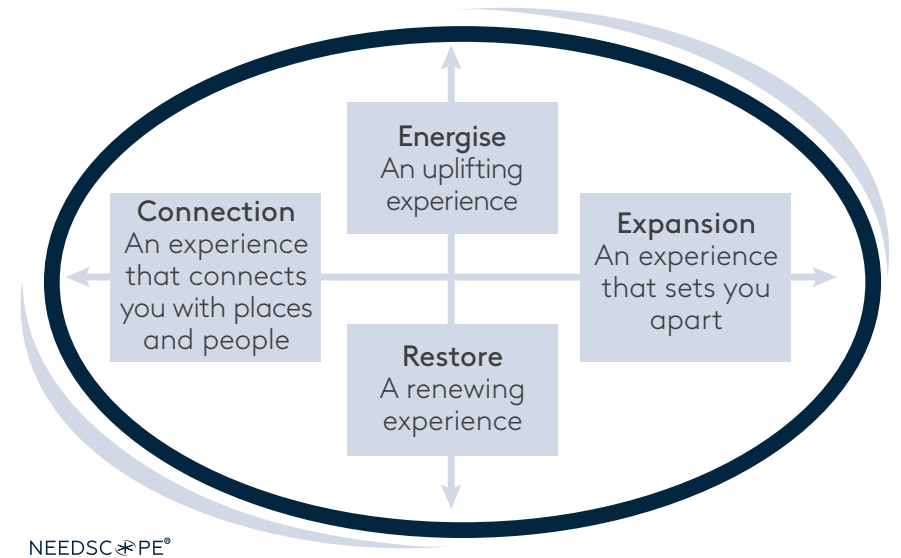 Energise
An uplifting
experience
Connection
An experience
that connects
you with places
and people
Expansion
An experience
that sets you
apart
Restore
A renewing
experience
NEEDSCOPE®